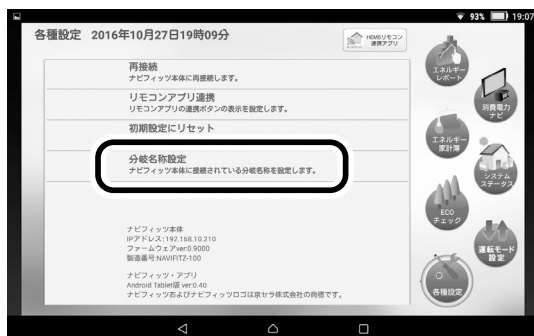 93% 19:07
各種設定 2016年10月27日19時09分
HEMSリモコン
連携アプリ
再接続
ナビフィッツ本体に再接続します。
リモコンアプリ連携
リモコンアプリの連携ボタンの表示を設定します。
初期設定にリセット
分岐名称設定
ナビフィッツ本体に接続されている分岐名称を設定します。
ナビフィッツ本体
IPアドレス:192.168.10.210
ファームウェアver:0.9000
製造番号:NAVIFITZ-100
ナビフィッツ・アプリ
Android Tablet版 ver:0.40
ナビフィッツおよびナビフィッツロゴは京セラ株式会社の商標です。
エネルギー
レポート
消費電力
ナビ
エネルギー
家計簿
システム
ステータス
ECO
チェック
運転モード
設定
各種設定